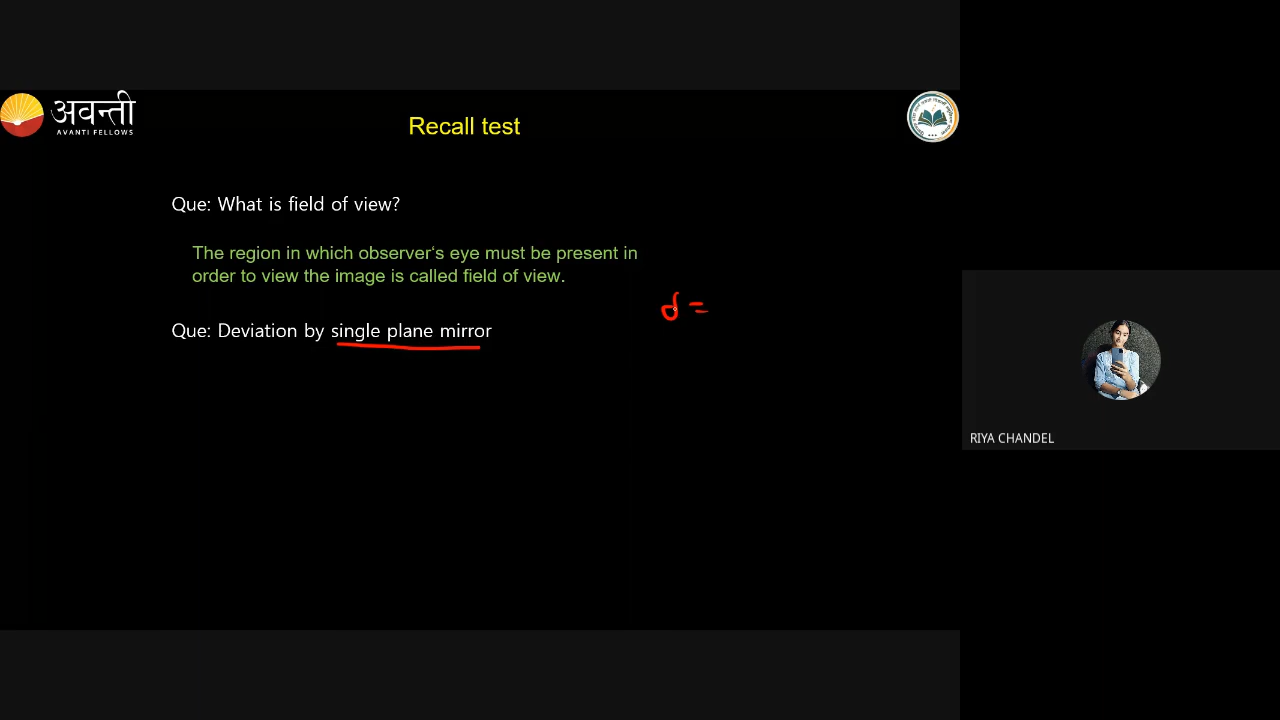 अवन्ती
AVANTI FELLOWS
Recall test
Que: What is field of view?
The region in which observer‘s eye must be present in
order to view the image is called field of view.
δ =
Que: Deviation by single plane mirror
RIYA CHANDEL